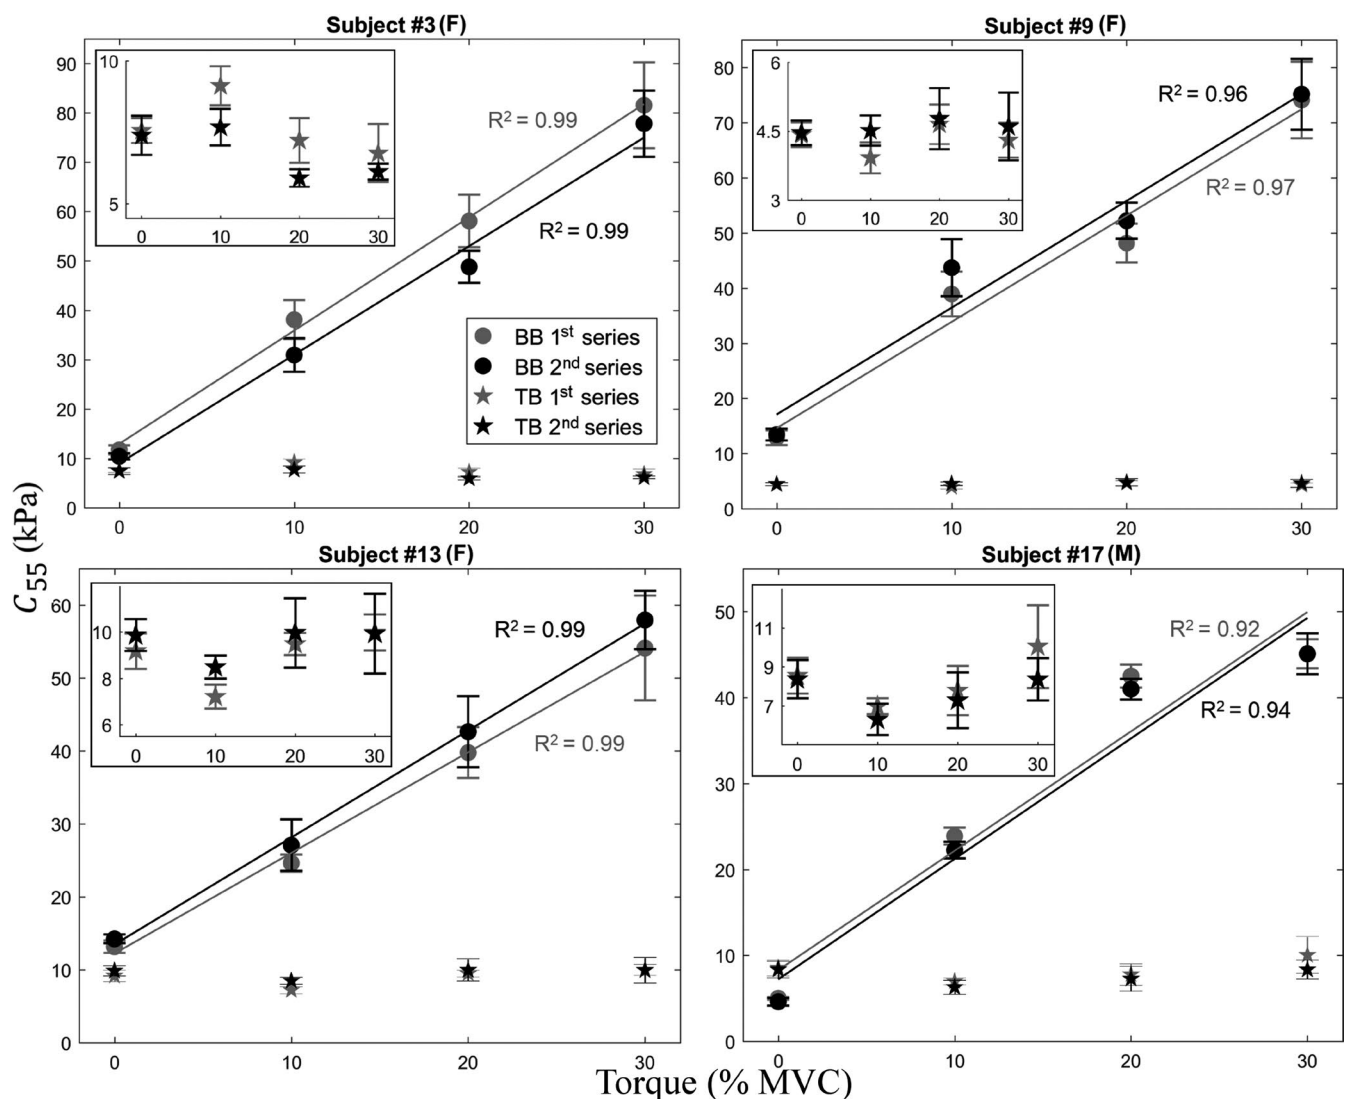 Subject #3 (F)
90
80
70
60
50
40
30
20
10
0
0 10 20 30
10
5
0 10 20 30
R² = 0.99
R² = 0.99
BB 1st series
BB 2nd series
TB 1st series
TB 2nd series
Subject #9 (F)
80
70
60
50
40
30
20
10
0
0 10 20 30
6
4.5
3
0 10 20 30
R² = 0.96
R² = 0.97
Subject #13 (F)
60
50
40
30
20
10
0
0 10 20 30
10
8
6
0 10 20 30
R² = 0.99
R² = 0.99
Subject #17 (M)
50
40
30
20
10
0
0 10 20 30
11
9
7
0 10 20 30
R² = 0.92
R² = 0.94
C55 (kPa)
Torque (% MVC)